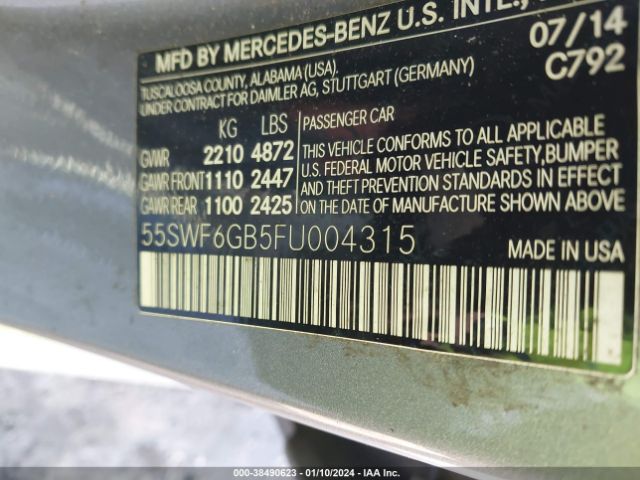 MFD BY MERCEDES-BENZ U.S. INTL.,
07/14
TUSCALOOSA COUNTY, ALABAMA (USA).
C792
UNDER CONTRACT FOR DAIMLER AG, STUTTGART (GERMANY)
KG LBS
PASSENGER CAR
GVWR 2210 4872
GAWR FRONT 1110 2447
GAWR REAR 1100 2425
THIS VEHICLE CONFORMS TO ALL APPLICABLE
U.S. FEDERAL MOTOR VEHICLE SAFETY,BUMPER
AND THEFT PREVENTION STANDARDS IN EFFECT
ON THE DATE OF MANUFACTURE SHOWN ABOVE.
55SWF6GB5FU004315
000-38490623 - 01/10/2024 - IAA Inc.